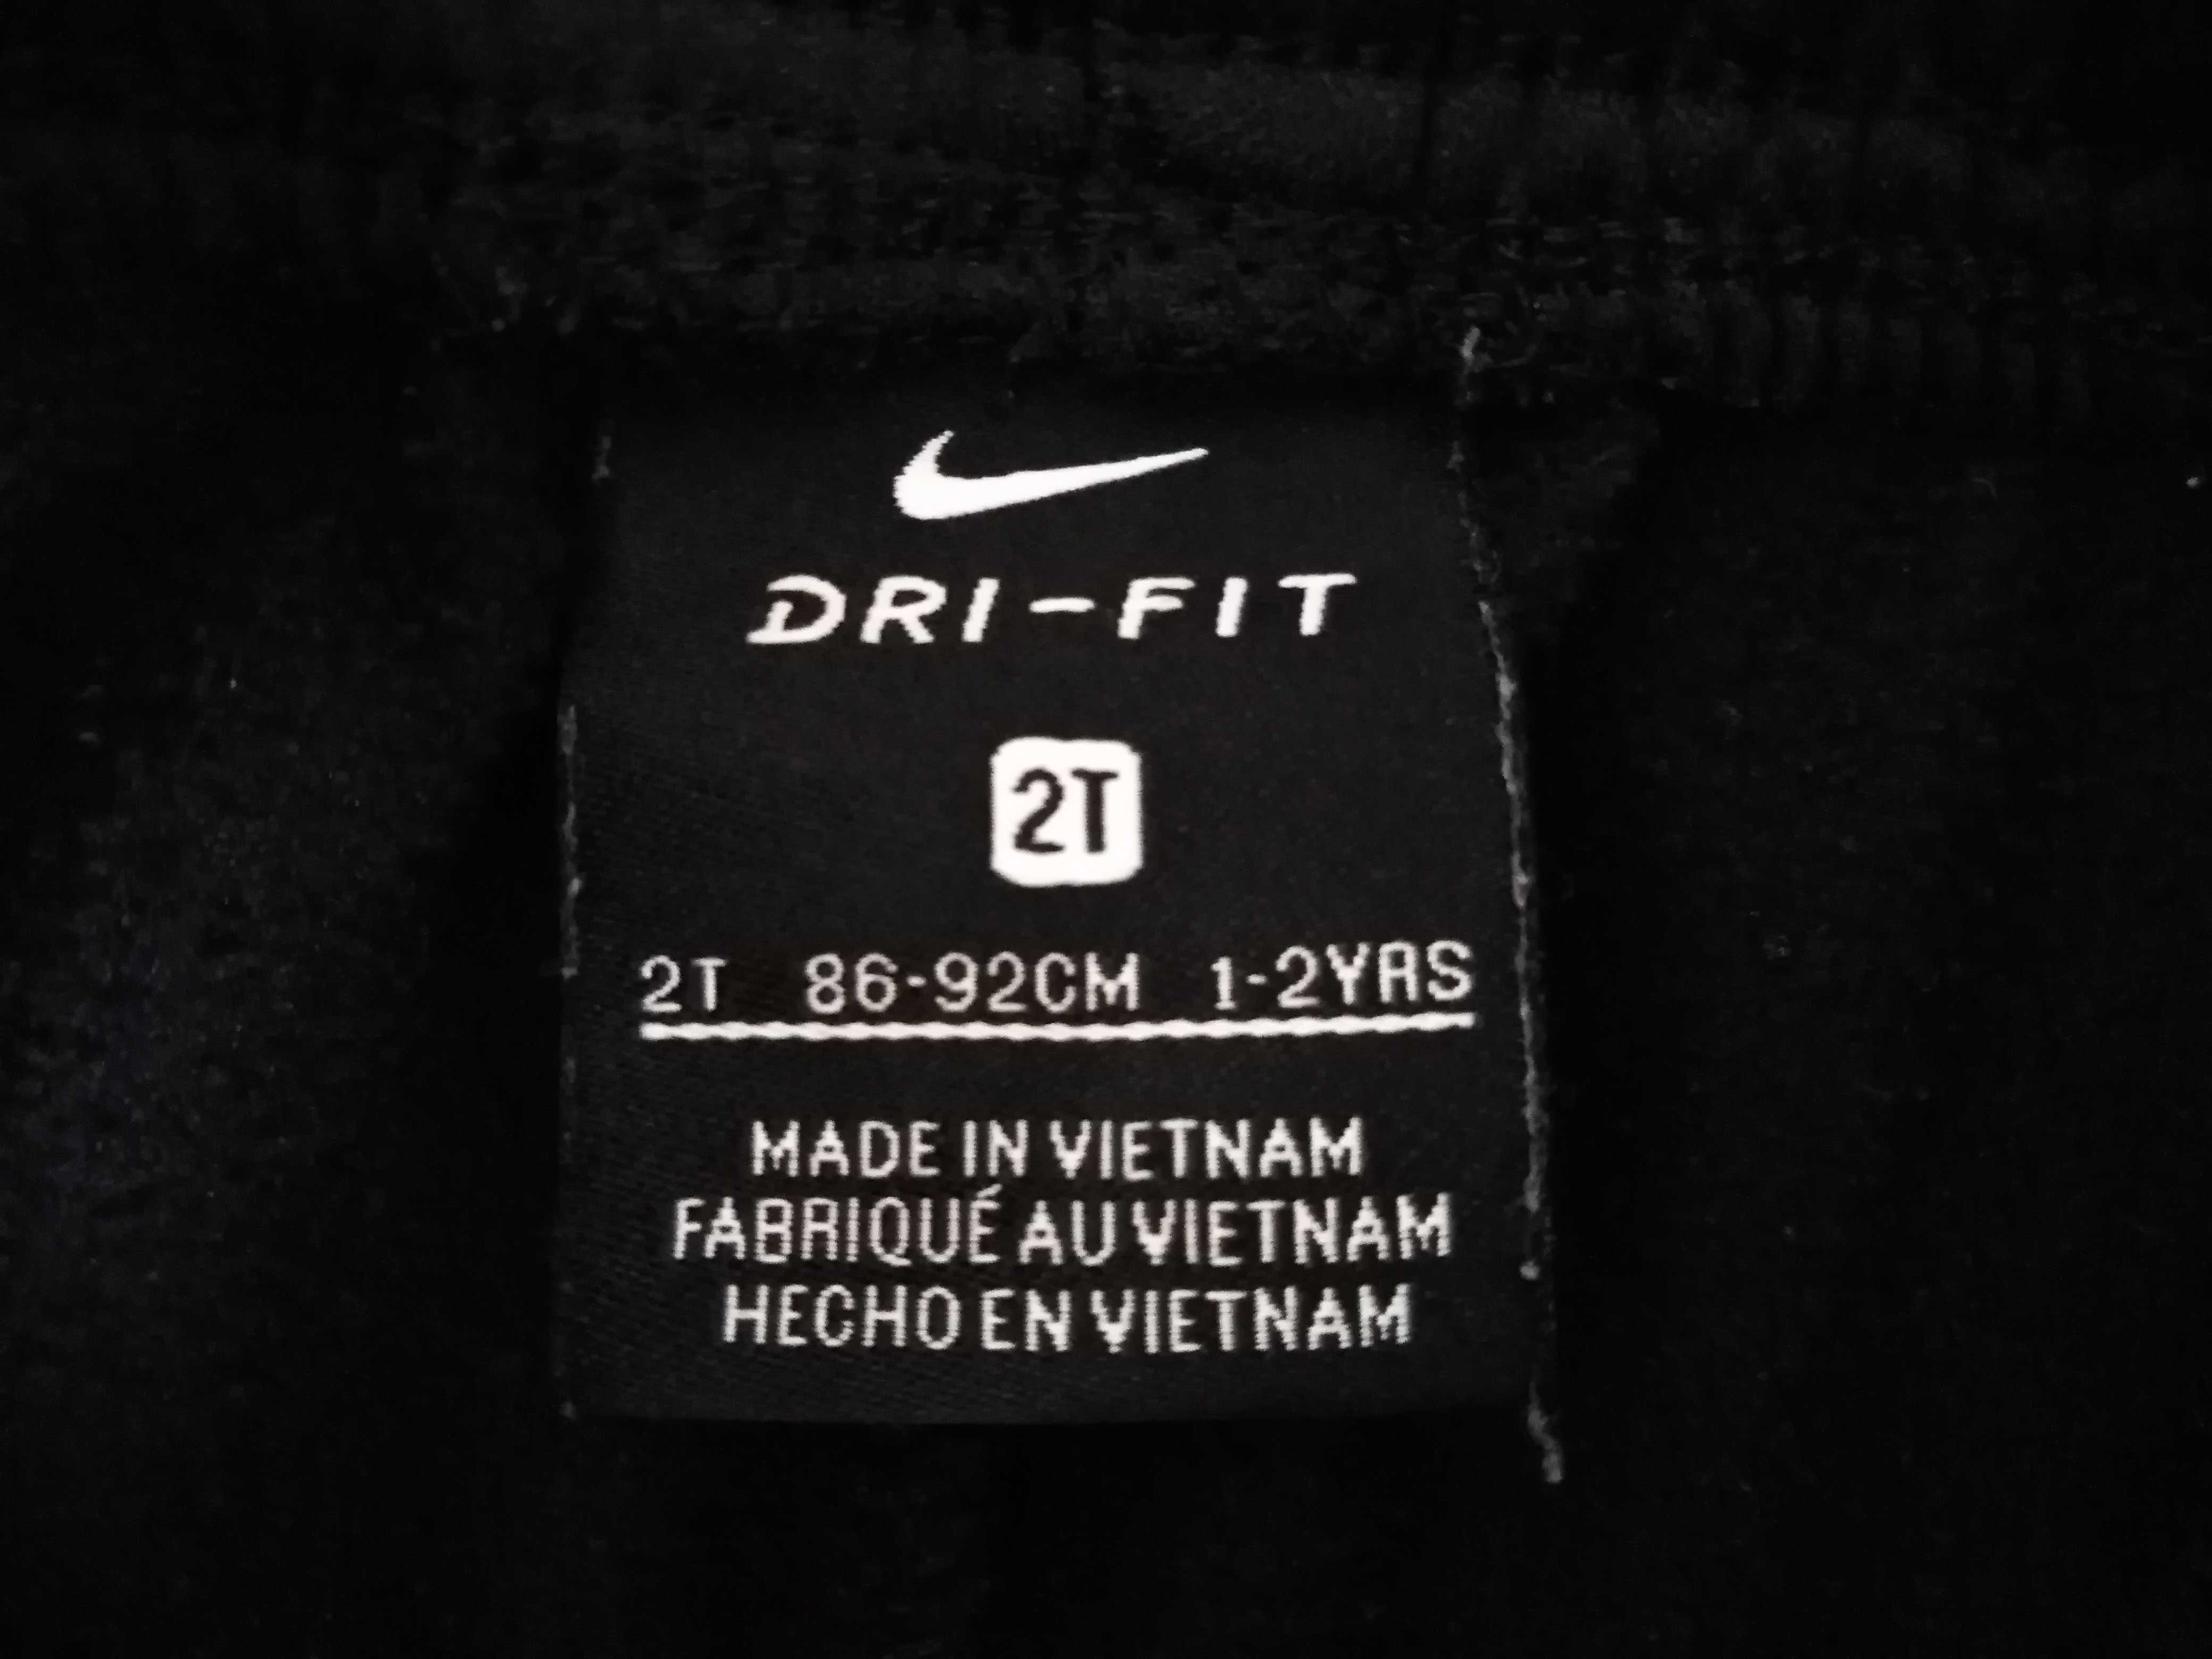 DRI-FIT
2T
2T 86-92CM 1-2YRS
MADE IN VIETNAM
FABRIQUÉ AU VIETNAM
HECHO EN VIETNAM